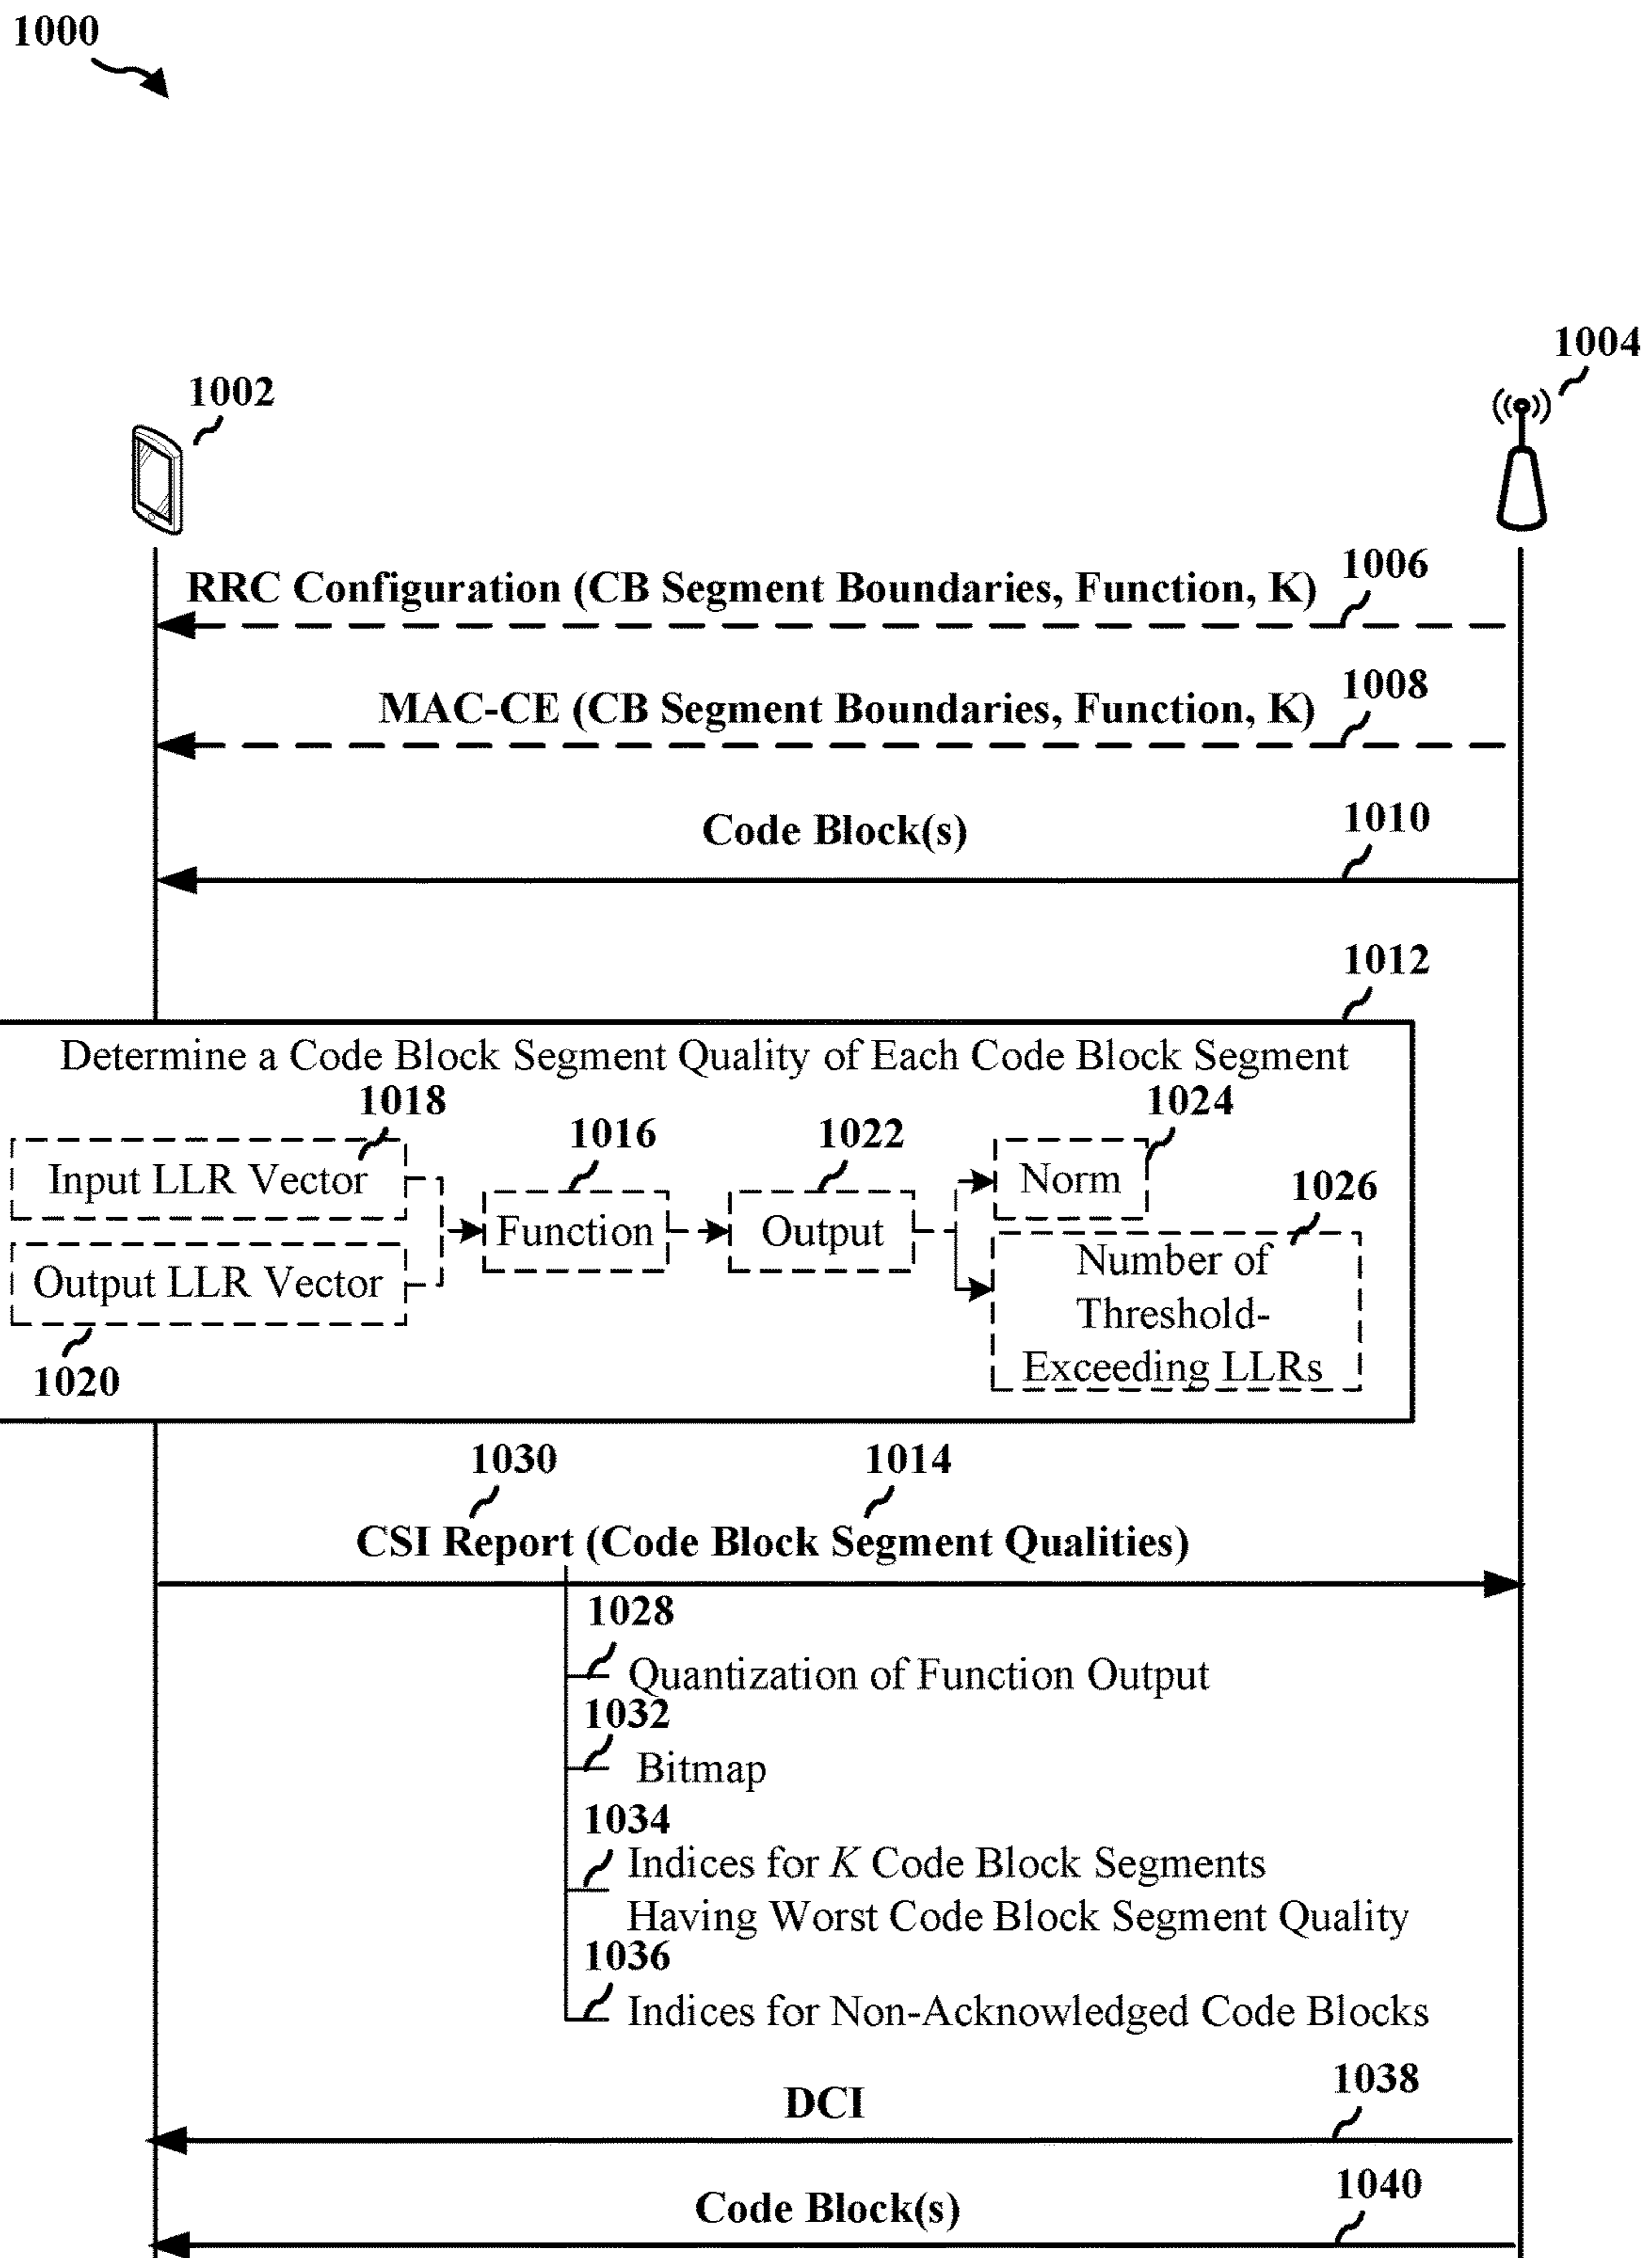 1000
1004
1002
1006
RRC Configuration (CB Segment Boundaries, Function, K)
1008
MAC-CE (CB Segment Boundaries, Function, K)
1010
Code Block(s)
1012
Determine a Code Block Segment Quality of Each Code Block Segment
1018
1024
1016
1022
Input LLR Vector
Norm
1026
Function
Output
Output LLR Vector
Number of
Threshold-
Exceeding LLRs
1020
1030
1014
CSI Report (Code Block Segment Qualities)
1028
Quantization of Function Output
1032
Bitmap
1034
Indices for K Code Block Segments
Having Worst Code Block Segment Quality
1036
Indices for Non-Acknowledged Code Blocks
1038
DCI
1040
Code Block(s)